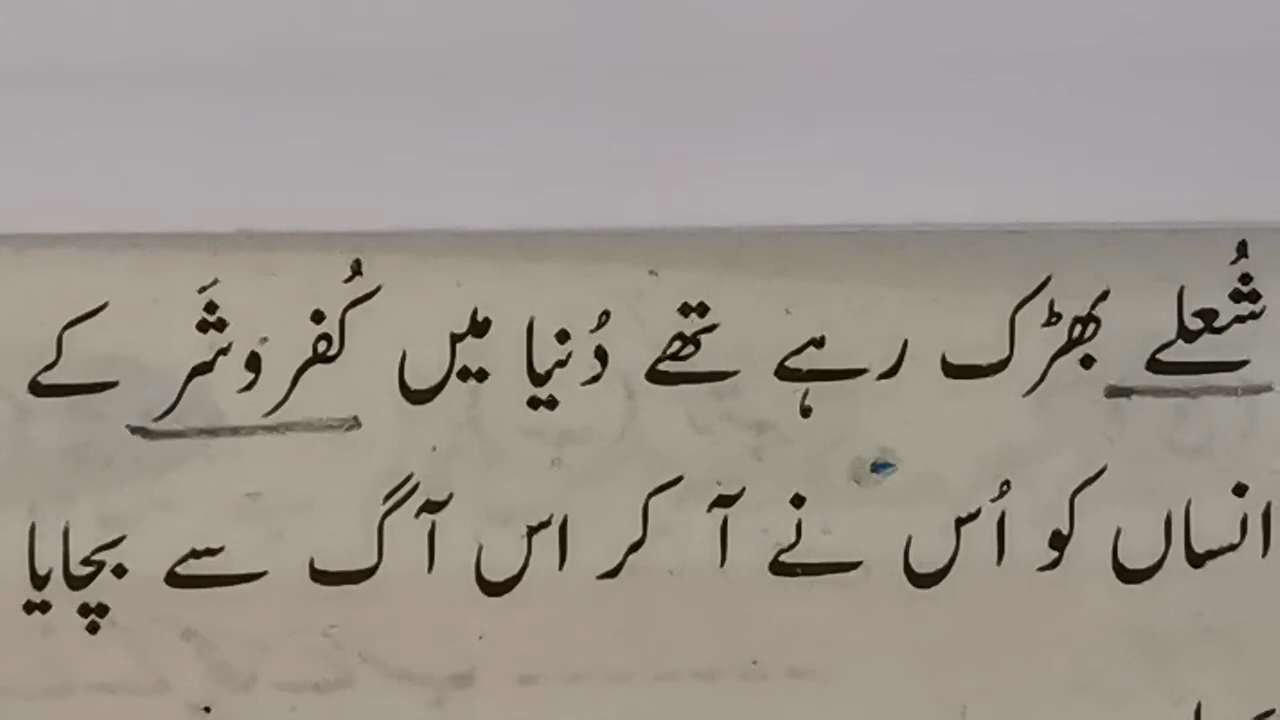 شُعلے بھڑک رہے تھے دُنیا میں کُفر و شَر کے
انساں کو اُس نے آ کر اس آگ سے بچایا